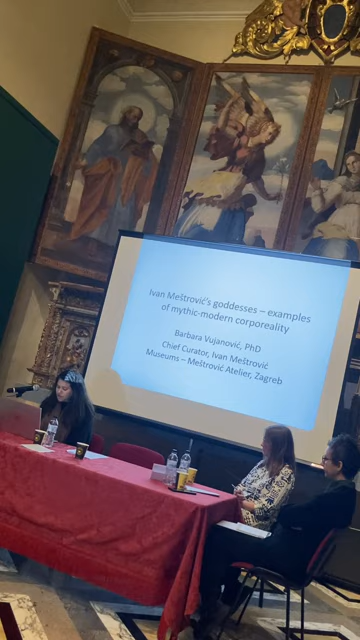 Ivan Meštrović's goddesses – examples
of mythic-modern corporeality
Barbara Vujanović, PhD
Chief Curator, Ivan Meštrović
Museums – Meštrović Atelier, Zagreb